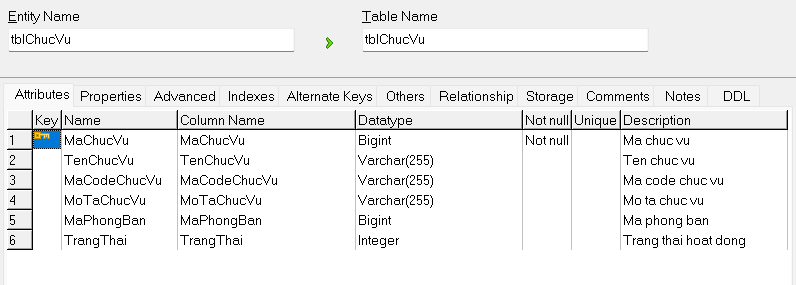 Entity Name Table Name
tblChucVu tblChucVu
Attributes Properties Advanced Indexes Alternate Keys Others Relationship Storage Comments Notes DDL
Key Name Column Name Datatype Not null Unique Description
1 MaChucVu MaChucVu Bigint Not null Ma chuc vu
2 TenChucVu TenChucVu Varchar(255) Ten chuc vu
3 MaCodeChucVu MaCodeChucVu Varchar(255) Ma code chuc vu
4 MoTaChucVu MoTaChucVu Varchar(255) Mo ta chuc vu
5 MaPhongBan MaPhongBan Bigint Ma phong ban
6 TrangThai TrangThai Integer Trang thai hoat dong